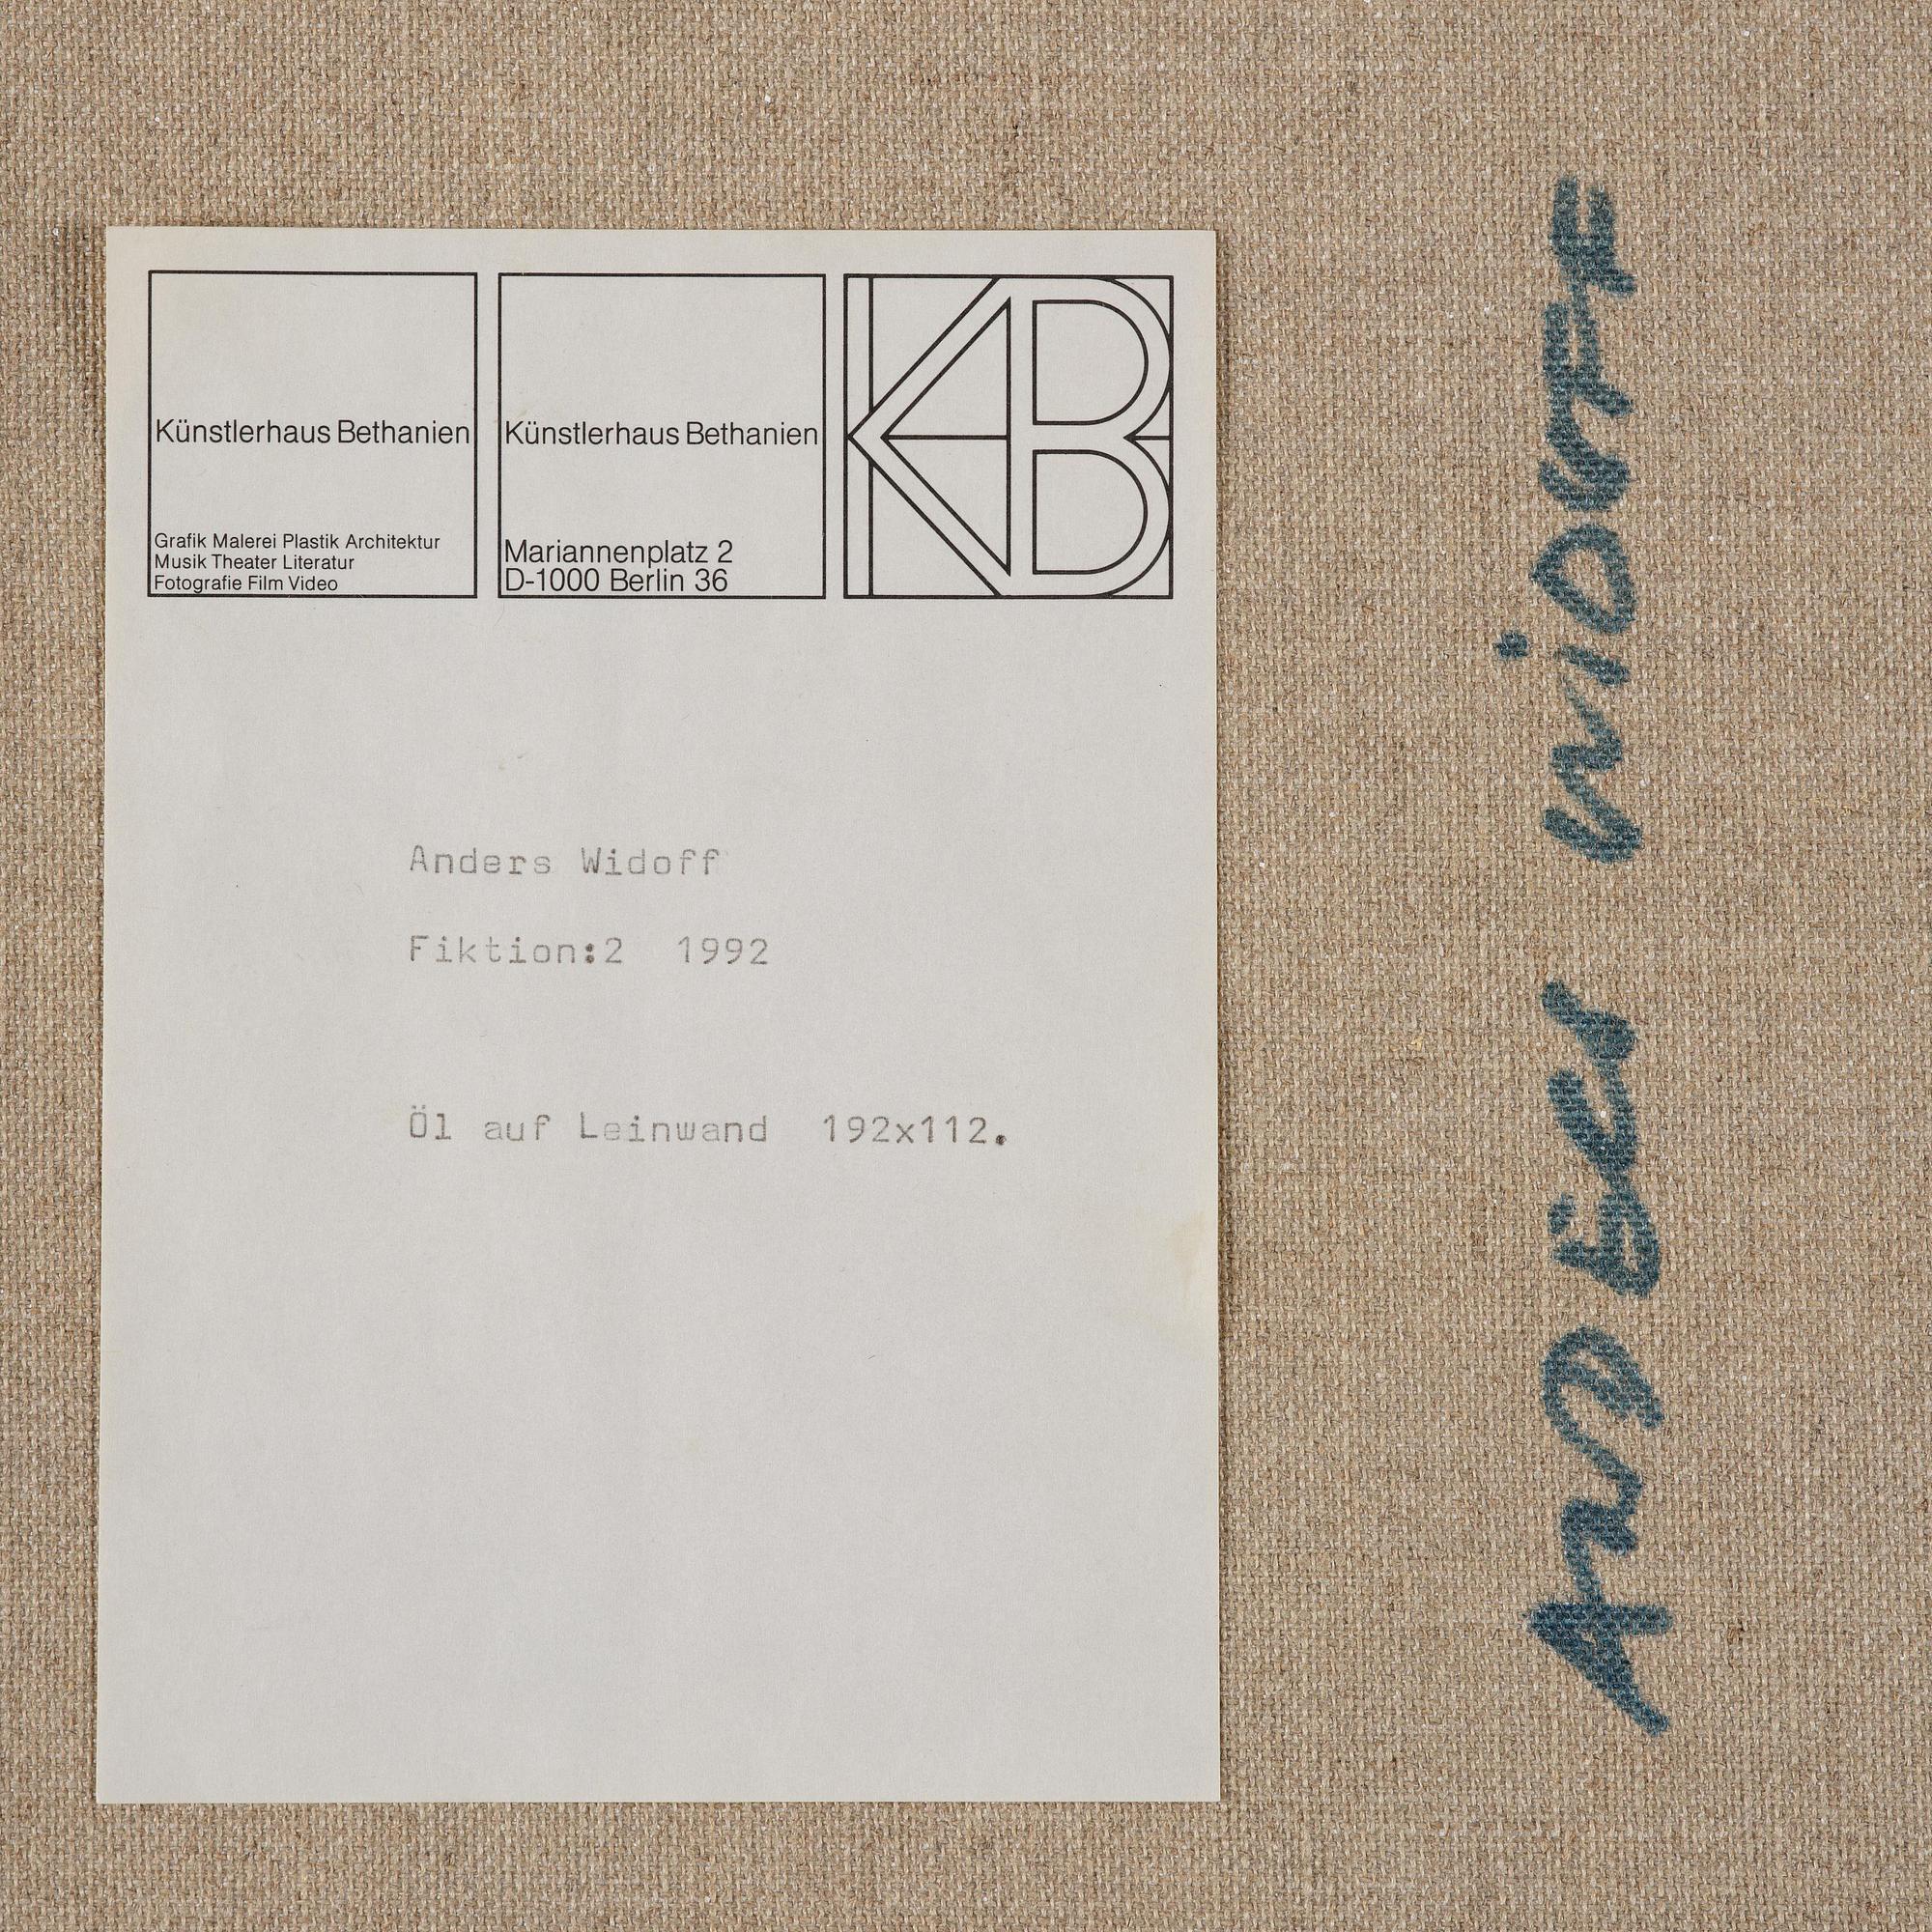 Künstlerhaus Bethanien
Grafik Malerei Plastik Architektur
Musik Theater Literatur
Fotografie Film Video
Künstlerhaus Bethanien
Mariannenplatz 2
D-1000 Berlin 36
KB
Anders Widoff
Fiktion:2 1992
Öl auf Leinwand 192x112.
Anders Widoff